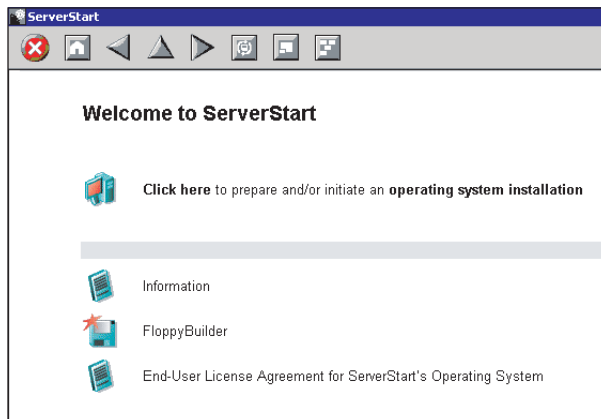 ServerStart
Welcome to ServerStart
Click here to prepare and/or initiate an operating system installation
Information
FloppyBuilder
End-User License Agreement for ServerStart's Operating System